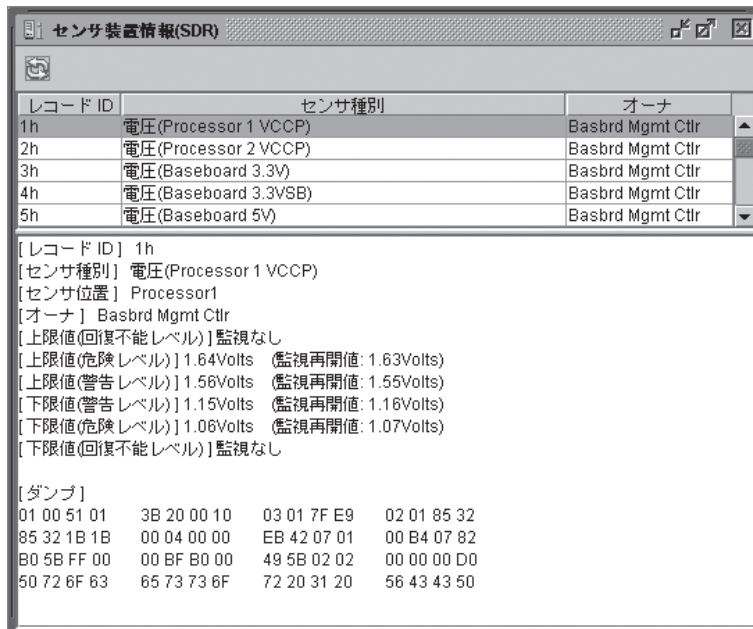 センサ装置情報(SDR)
レコード ID センサ種別 オーナ
1h 電圧(Processor 1 VCCP) Basbrd Mgmt Ctlr
2h 電圧(Processor 2 VCCP) Basbrd Mgmt Ctlr
3h 電圧(Baseboard 3.3V) Basbrd Mgmt Ctlr
4h 電圧(Baseboard 3.3VSB) Basbrd Mgmt Ctlr
5h 電圧(Baseboard 5V) Basbrd Mgmt Ctlr
[レコード ID] 1h
[センサ種別] 電圧(Processor 1 VCCP)
[センサ位置] Processor1
[オーナ] Basbrd Mgmt Ctlr
[上限値(回復不能レベル)]監視なし
[上限値(危険レベル)]1.64Volts (監視再開値: 1.63Volts)
[上限値(警告レベル)]1.56Volts (監視再開値: 1.55Volts)
[下限値(警告レベル)]1.15Volts (監視再開値: 1.16Volts)
[下限値(危険レベル)]1.06Volts (監視再開値: 1.07Volts)
[下限値(回復不能レベル)]監視なし
[ダンプ]
01 00 51 01 3B 20 00 10 03 01 7F E9 02 01 85 32
85 32 1B 1B 00 04 00 00 EB 42 07 01 00 B4 07 82
B0 5B FF 00 00 BF B0 00 49 5B 02 02 00 00 00 D0
50 72 6F 63 65 73 73 6F 72 20 31 20 56 43 43 50